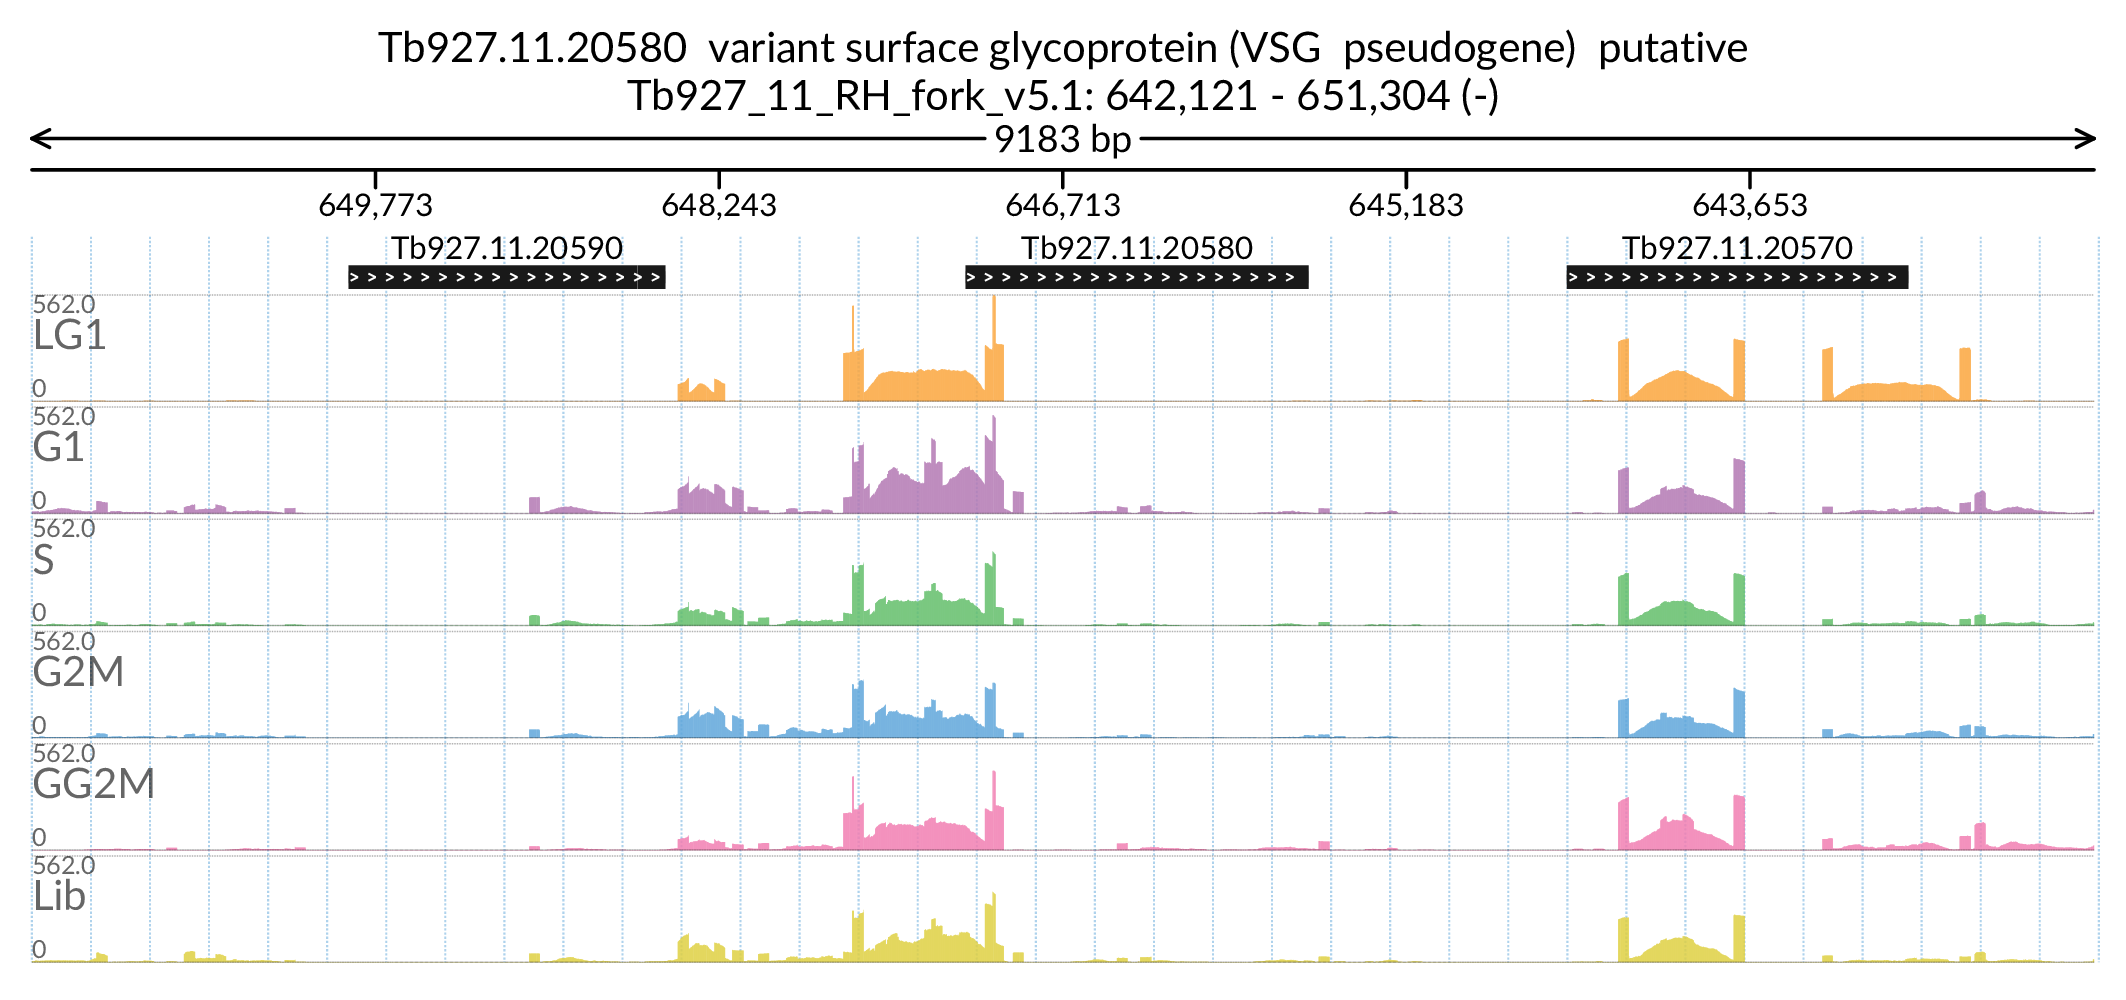 Tb927.11.20580  variant surface glycoprotein (VSG  pseudogene)  putative
Tb927_11_RH_fork_v5.1: 642,121 - 651,304 (-)
9183 bp
649,773 648,243 646,713 645,183 643,653
Tb927.11.20590 Tb927.11.20580 Tb927.11.20570
562.0
LG1
0
562.0
G1
0
562.0
S
0
562.0
G2M
0
562.0
GG2M
0
562.0
Lib
0